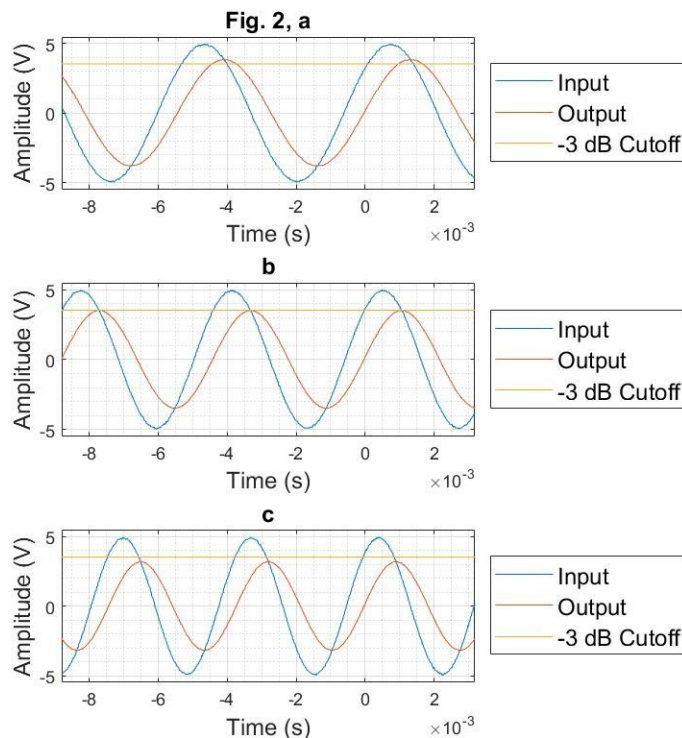 Fig. 2, a
Amplitude (V)
5
0
-5
-8 -6 -4 -2 0 2
×10-3
Time (s)
Input
Output
-3 dB Cutoff
b
Amplitude (V)
5
0
-5
-8 -6 -4 -2 0 2
×10-3
Time (s)
Input
Output
-3 dB Cutoff
c
Amplitude (V)
5
0
-5
-8 -6 -4 -2 0 2
×10-3
Time (s)
Input
Output
-3 dB Cutoff